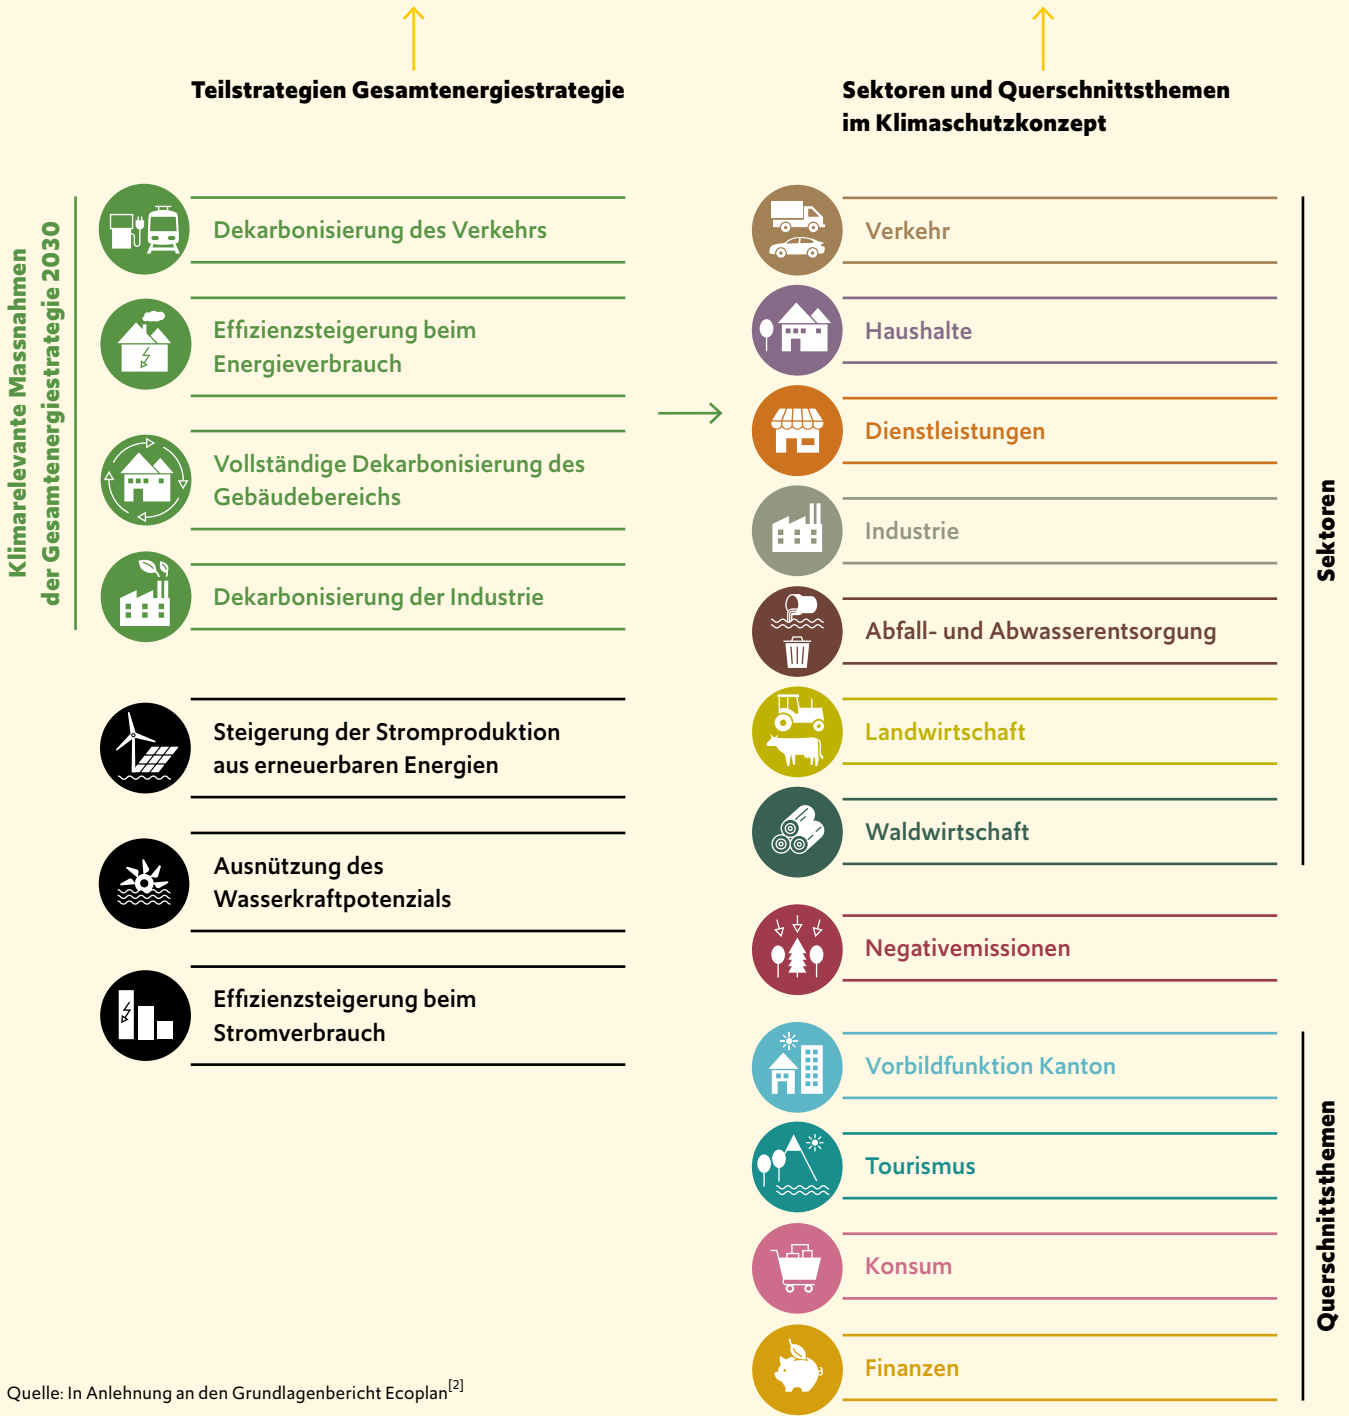 Teilstrategien Gesamtenergiestrategie
Klimarelevante Massnahmen
der Gesamtenergiestrategie 2030
Dekarbonisierung des Verkehrs
Effizienzsteigerung beim
Energieverbrauch
Vollständige Dekarbonisierung des
Gebäudebereichs
Dekarbonisierung der Industrie
Steigerung der Stromproduktion
aus erneuerbaren Energien
Ausnützung des
Wasserkraftpotenzials
Effizienzsteigerung beim
Stromverbrauch
Sektoren und Querschnittsthemen
im Klimaschutzkonzept
Verkehr
Haushalte
Dienstleistungen
Industrie
Abfall- und Abwasserentsorgung
Landwirtschaft
Waldwirtschaft
Sektoren
Negativemissionen
Vorbildfunktion Kanton
Tourismus
Konsum
Finanzen
Querschnittsthemen
Quelle: In Anlehnung an den Grundlagenbericht Ecoplan[2]